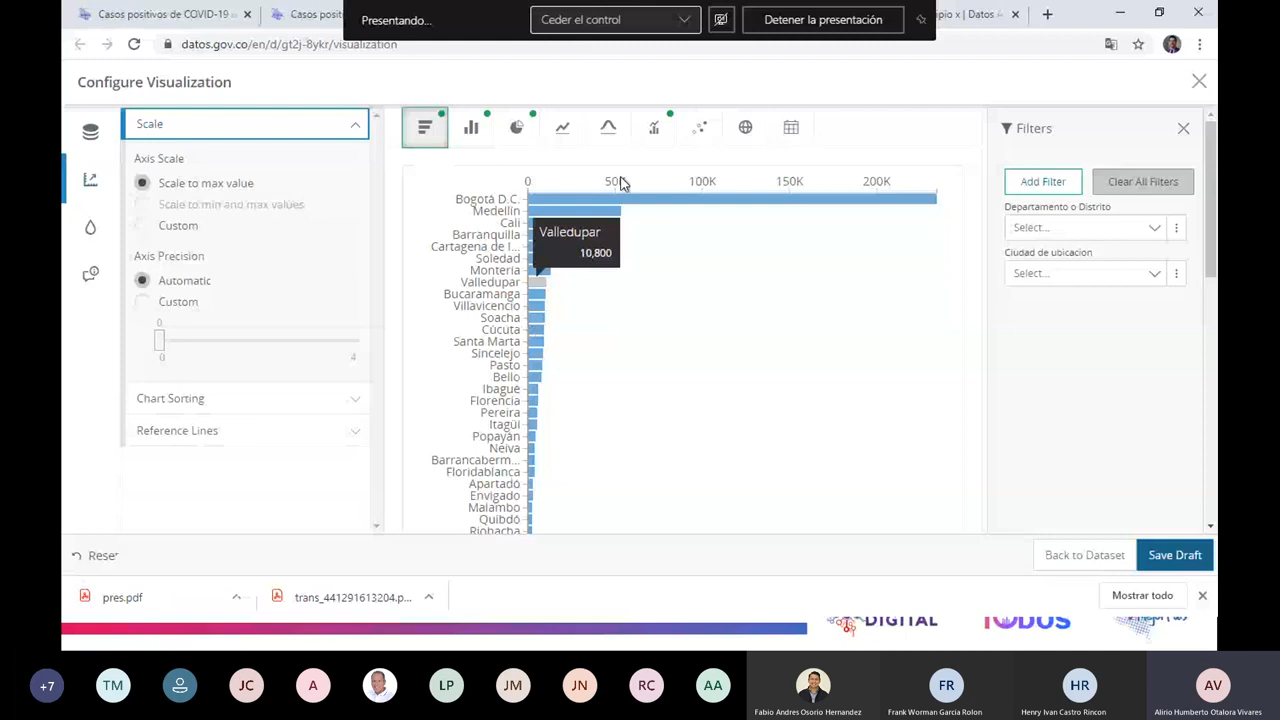 Casos positivos de COVID-19
Casos positi
Presentando...
Ceder el control
Detener la presentación
ipio x | Datos
datos.gov.co/en/d/gt2j-8ykr/visualization
Configure Visualization
Scale
Axis Scale
Scale to max value
Scale to min and max values
Custom
Axis Precision
Automatic
Custom
0
0
4
Chart Sorting
Reference Lines
0
50K
100K
150K
200K
Bogotá D.C.
Medellín
Cali
Barranquilla
Cartagena de I...
Soledad
Montería
Valledupar
Bucaramanga
Villavicencio
Soacha
Cúcuta
Santa Marta
Sincelejo
Pasto
Bello
Ibagué
Florencia
Pereira
Itagüí
Popayán
Neiva
Barrancaberm...
Floridablanca
Apartadó
Envigado
Malambo
Quibdó
Riohacha
Valledupar
10,800
Filters
Add Filter
Clear All Filters
Departamento o Distrito
Select...
Ciudad de ubicacion
Select...
Reset
Back to Dataset
Save Draft
pres.pdf
trans_441291613204.p...
Mostrar todo
DIGITAL
TODOS
+7
TM
JC
A
LP
JM
JN
RC
AA
Fabio Andres Osorio Hernandez
FR
Frank Worman García Rolon
HR
Henry Ivan Castro Rincon
AV
Alirio Humberto Otalora Vivares